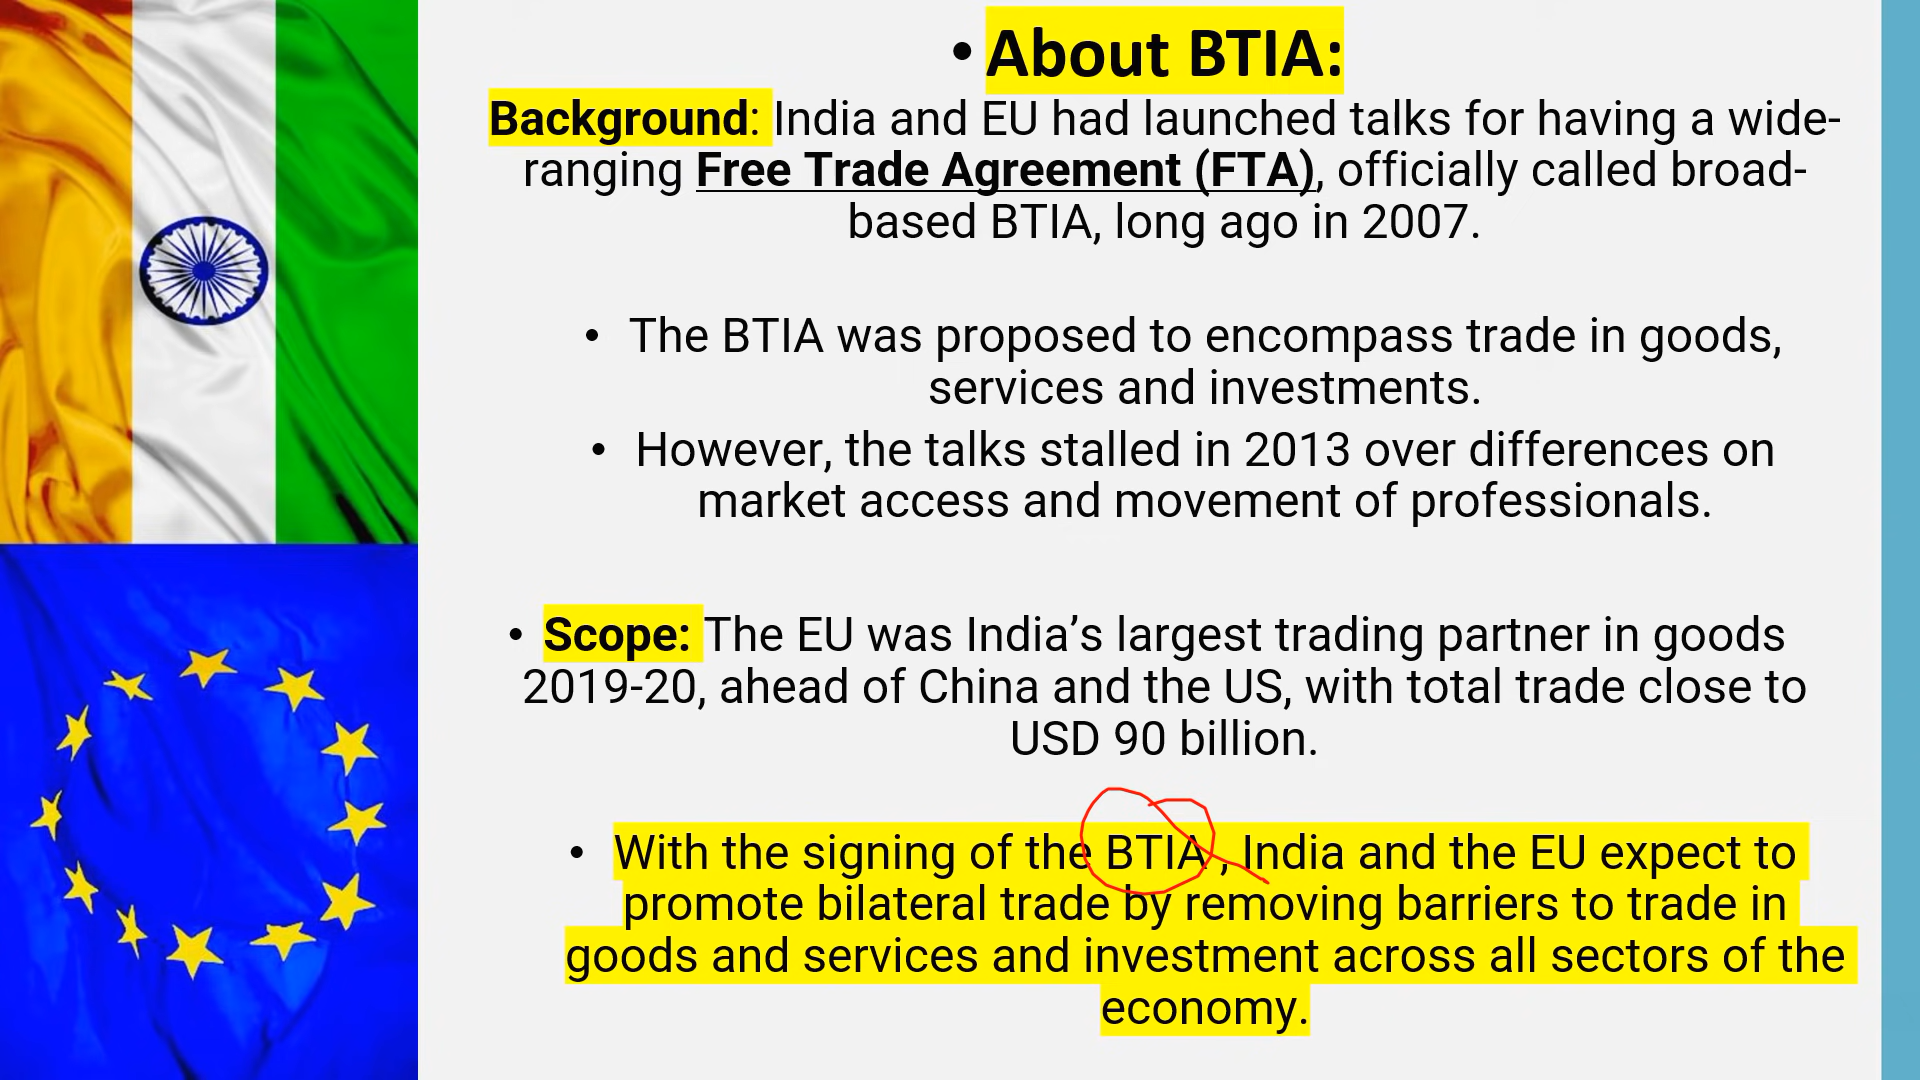 • About BTIA:
Background: India and EU had launched talks for having a wide-
ranging Free Trade Agreement (FTA), officially called broad-
based BTIA, long ago in 2007.
• The BTIA was proposed to encompass trade in goods,
services and investments.
• However, the talks stalled in 2013 over differences on
market access and movement of professionals.
• Scope: The EU was India’s largest trading partner in goods
2019-20, ahead of China and the US, with total trade close to
USD 90 billion.
• With the signing of the BTIA , India and the EU expect to
promote bilateral trade by removing barriers to trade in
goods and services and investment across all sectors of the
economy.